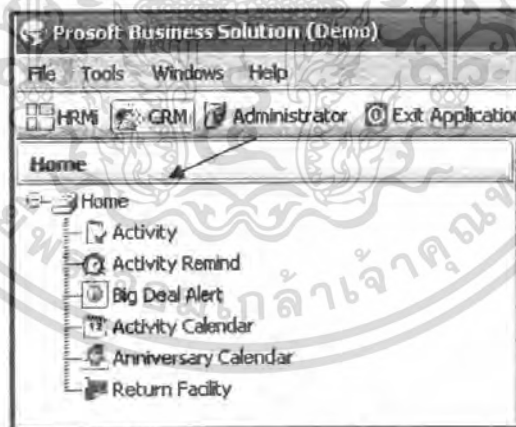 Prosoft Business Solution (Demo)
File Tools Windows Help
HRMi CRM Administrator Exit Application
Home
Home
Activity
Activity Remind
Big Deal Alert
Activity Calendar
Anniversary Calendar
Return Facility